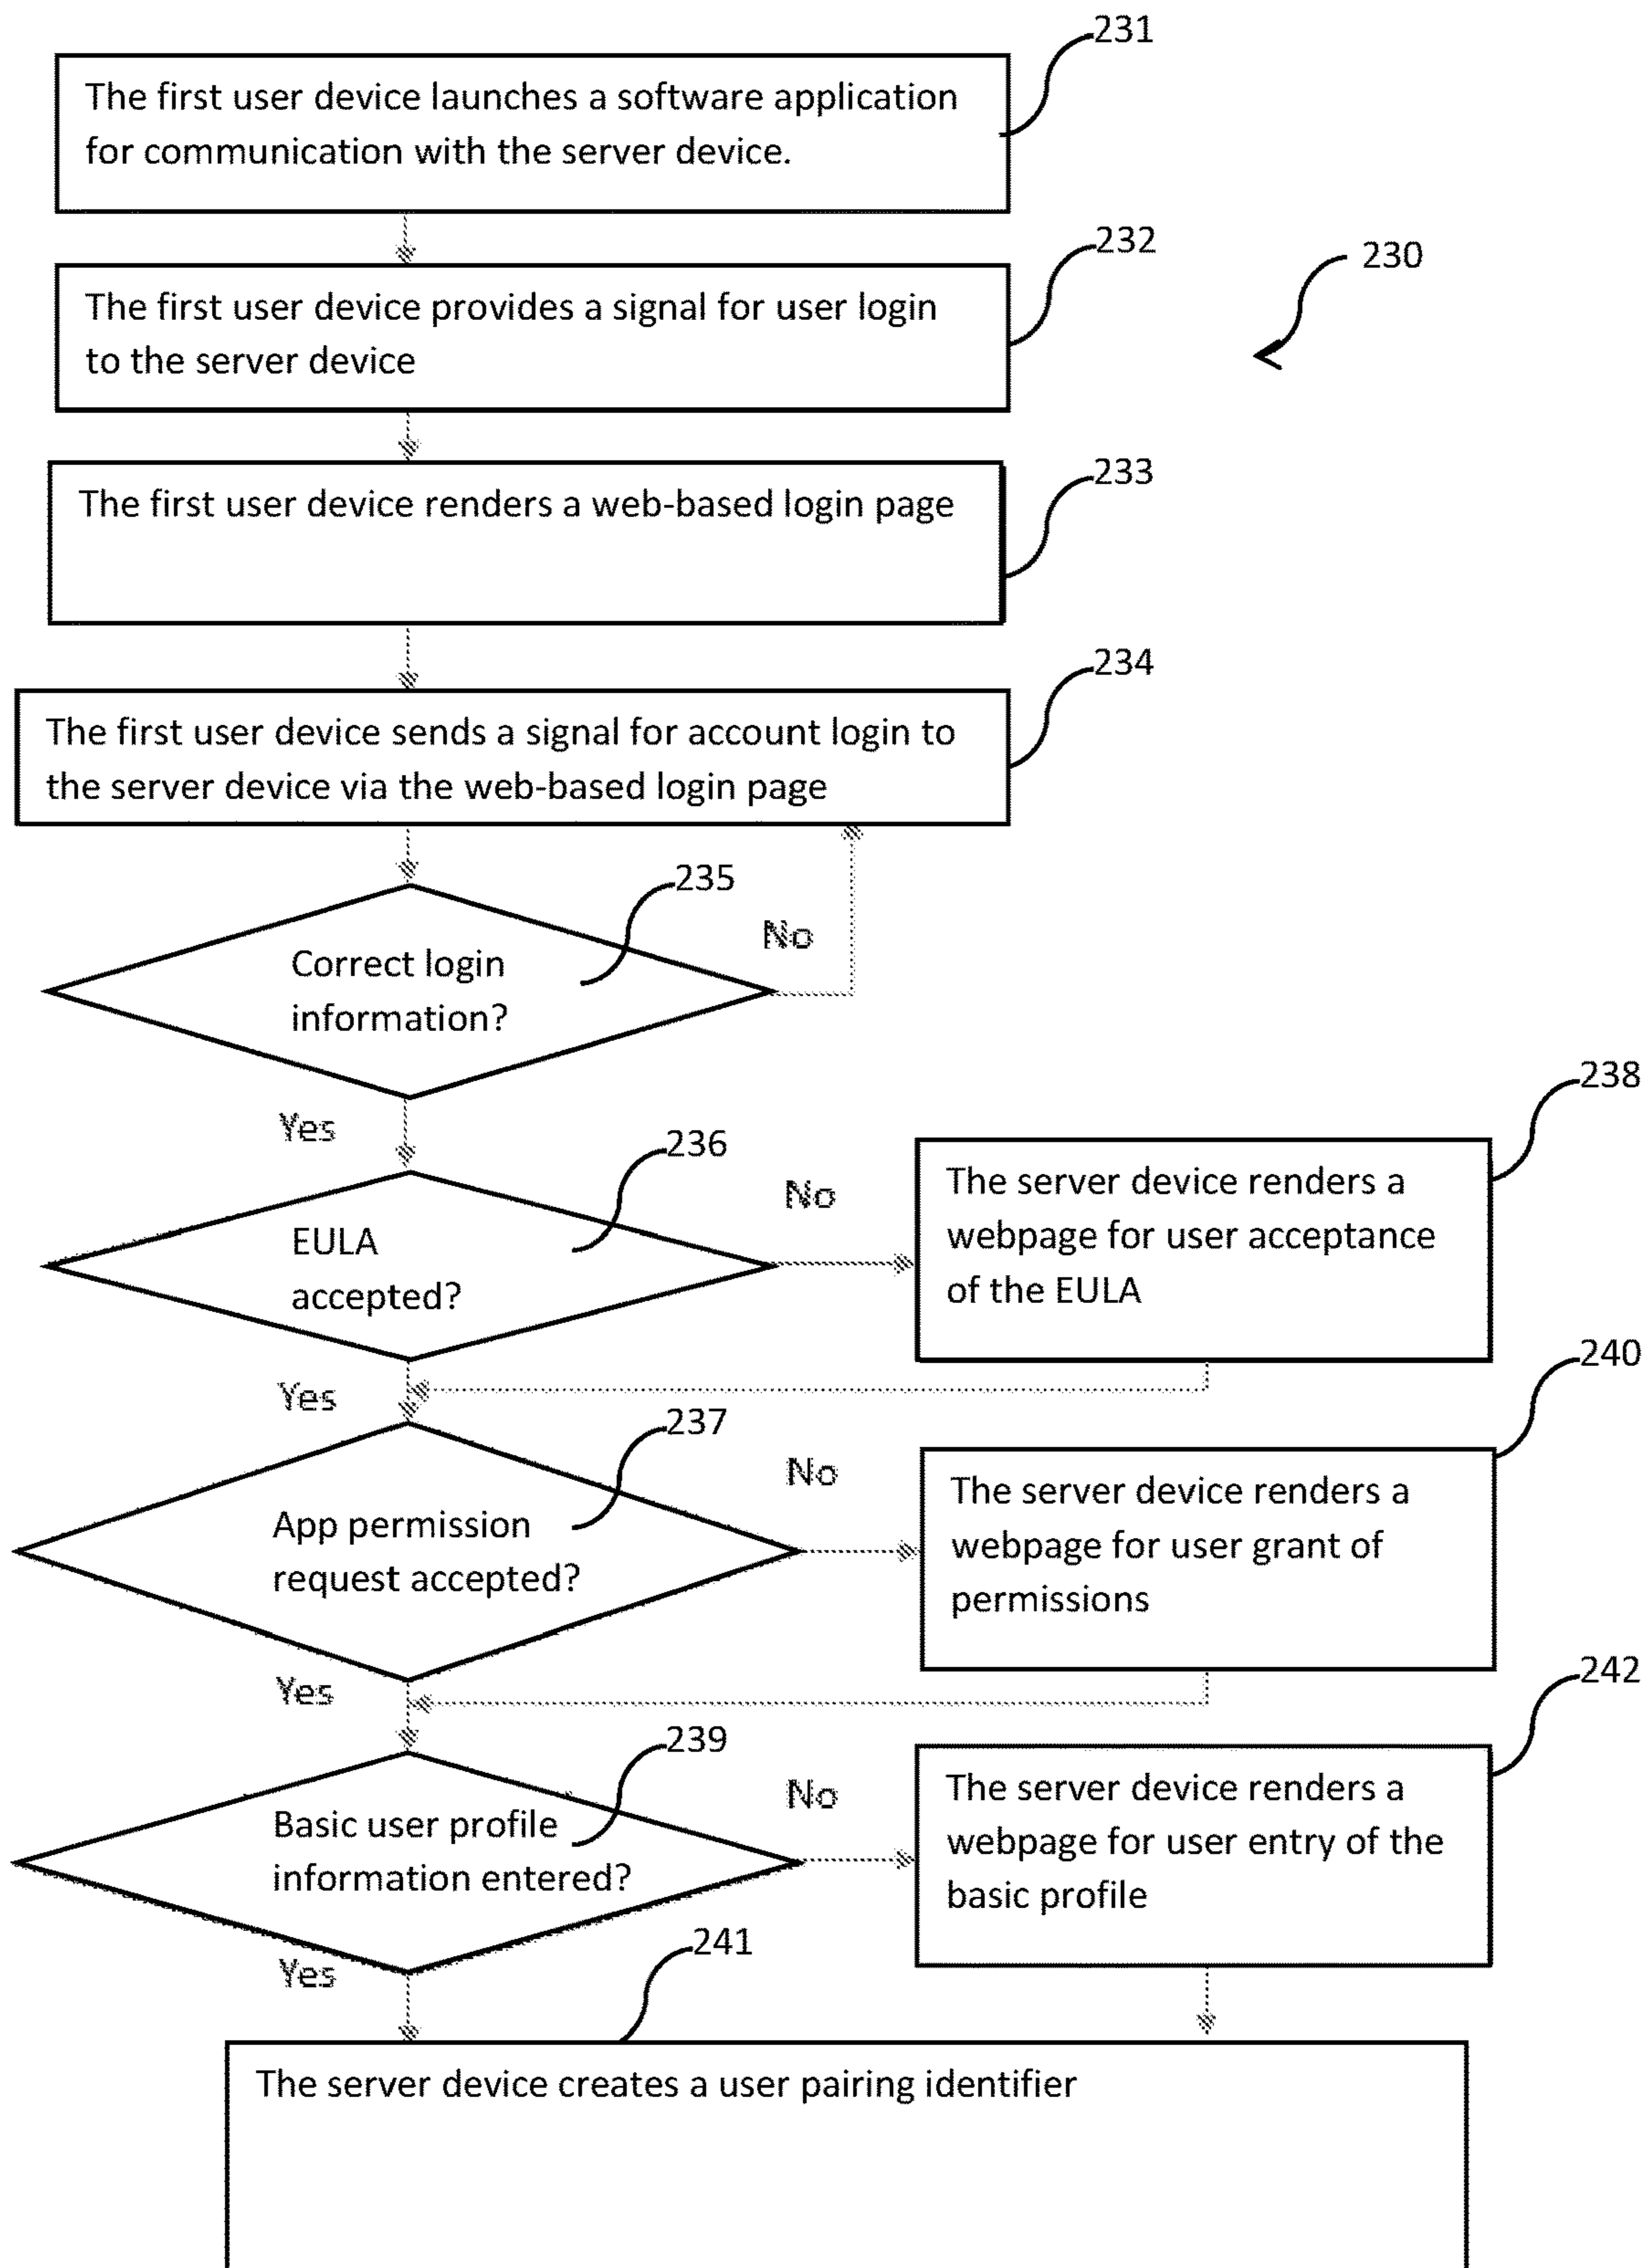 231
The first user device launches a software application
for communication with the server device.
232
230
The first user device provides a signal for user login
to the server device
233
The first user device renders a web-based login page
234
The first user device sends a signal for account login to
the server device via the web-based login page
235
No
Correct login
information?
Yes
238
236
No
The server device renders a
webpage for user acceptance
of the EULA
EULA
accepted?
240
Yes
237
No
The server device renders a
webpage for user grant of
permissions
App permission
request accepted?
242
Yes
239
No
The server device renders a
webpage for user entry of the
basic profile
Basic user profile
information entered?
241
Yes
The server device creates a user pairing identifier